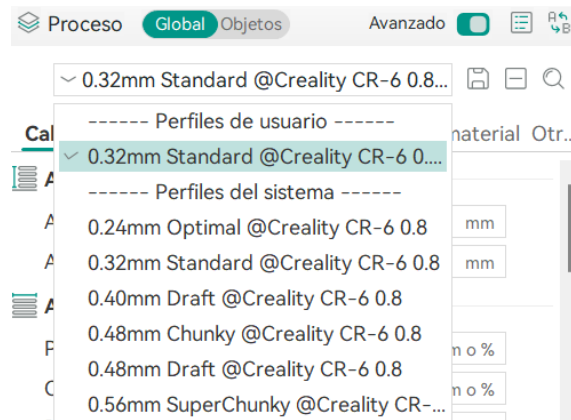 Proceso Global Objetos Avanzado
0.32mm Standard @Creality CR-6 0.8...
------ Perfiles de usuario ------
Cal material Otr..
0.32mm Standard @Creality CR-6 0....
------ Perfiles del sistema ------
A
A 0.24mm Optimal @Creality CR-6 0.8 mm
A 0.32mm Standard @Creality CR-6 0.8 mm
0.40mm Draft @Creality CR-6 0.8
A
P 0.48mm Chunky @Creality CR-6 0.8 m o %
0.48mm Draft @Creality CR-6 0.8
C m o %
0.56mm SuperChunky @Creality CR-...